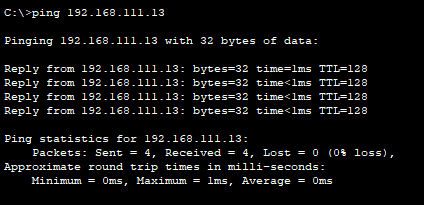 C:\>ping 192.168.111.13
Pinging 192.168.111.13 with 32 bytes of data:
Reply from 192.168.111.13: bytes=32 time=1ms TTL=128
Reply from 192.168.111.13: bytes=32 time<1ms TTL=128
Reply from 192.168.111.13: bytes=32 time<1ms TTL=128
Reply from 192.168.111.13: bytes=32 time<1ms TTL=128
Ping statistics for 192.168.111.13:
    Packets: Sent = 4, Received = 4, Lost = 0 (0% loss),
Approximate round trip times in milli-seconds:
    Minimum = 0ms, Maximum = 1ms, Average = 0ms